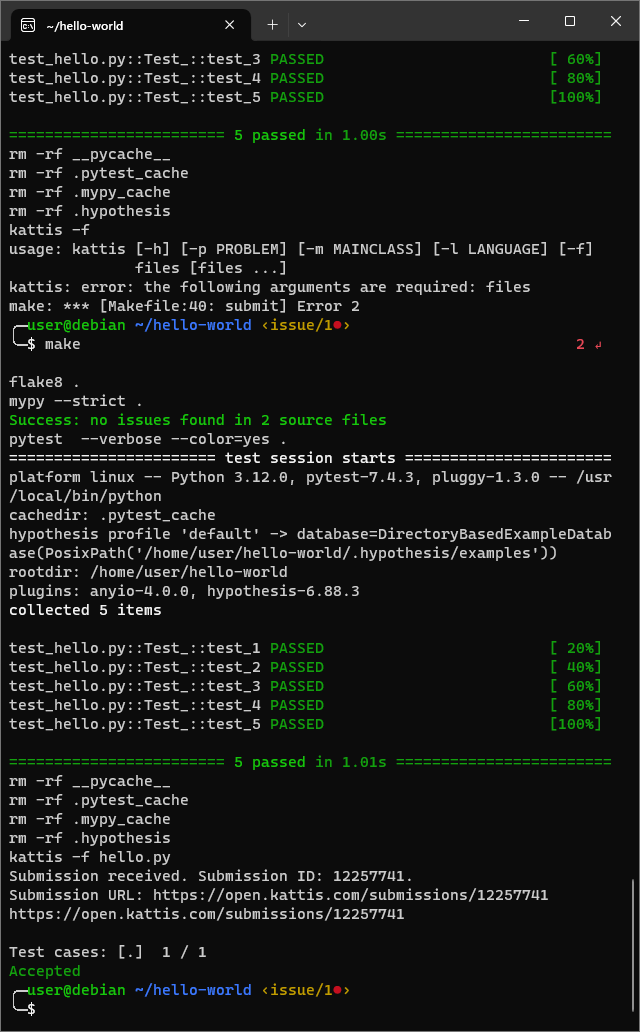 ~/hello-world
test_hello.py::Test_::test_3 PASSED [ 60%]
test_hello.py::Test_::test_4 PASSED [ 80%]
test_hello.py::Test_::test_5 PASSED [100%]
======================== 5 passed in 1.00s ========================
rm -rf __pycache__
rm -rf .pytest_cache
rm -rf .mypy_cache
rm -rf .hypothesis
kattis -f
usage: kattis [-h] [-p PROBLEM] [-m MAINCLASS] [-l LANGUAGE] [-f]
files [files ...]
kattis: error: the following arguments are required: files
make: *** [Makefile:40: submit] Error 2
user@debian ~/hello-world ‹issue/1●›
$ make 2 ↲
flake8 .
mypy --strict .
Success: no issues found in 2 source files
pytest  --verbose --color=yes .
======================= test session starts =======================
platform linux -- Python 3.12.0, pytest-7.4.3, pluggy-1.3.0 -- /usr
/local/bin/python
cachedir: .pytest_cache
hypothesis profile 'default' -> database=DirectoryBasedExampleDatab
ase(PosixPath('/home/user/hello-world/.hypothesis/examples'))
rootdir: /home/user/hello-world
plugins: anyio-4.0.0, hypothesis-6.88.3
collected 5 items
test_hello.py::Test_::test_1 PASSED [ 20%]
test_hello.py::Test_::test_2 PASSED [ 40%]
test_hello.py::Test_::test_3 PASSED [ 60%]
test_hello.py::Test_::test_4 PASSED [ 80%]
test_hello.py::Test_::test_5 PASSED [100%]
======================== 5 passed in 1.01s ========================
rm -rf __pycache__
rm -rf .pytest_cache
rm -rf .mypy_cache
rm -rf .hypothesis
kattis -f hello.py
Submission received. Submission ID: 12257741.
Submission URL: https://open.kattis.com/submissions/12257741
https://open.kattis.com/submissions/12257741
Test cases: [.]  1 / 1
Accepted
user@debian ~/hello-world ‹issue/1●›
$